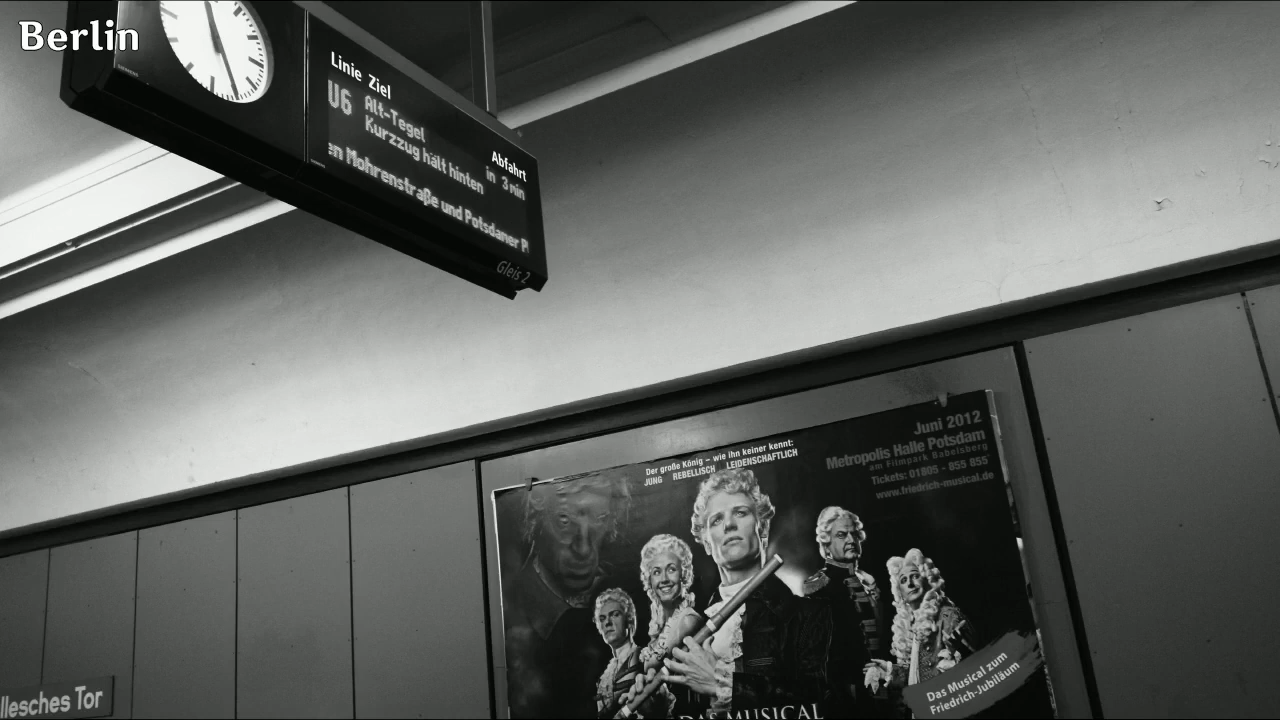 Berlin
Linie Ziel
U6 Alt-Tegel
Kurzzug hält hinten
Abfahrt
in 3 min
en Mohrenstraße und Potsdamer P
Gleis 2
Juni 2012
Metropolis Halle Potsdam
am Filmpark Babelsberg
Tickets: 01805 - 855 855
www.friedrich-musical.de
Der große König – wie ihn keiner kennt:
JUNG REBELLISCH LEIDENSCHAFTLICH
DAS MUSICAL
Das Musical zum
Friedrich-Jubiläum
llesches Tor